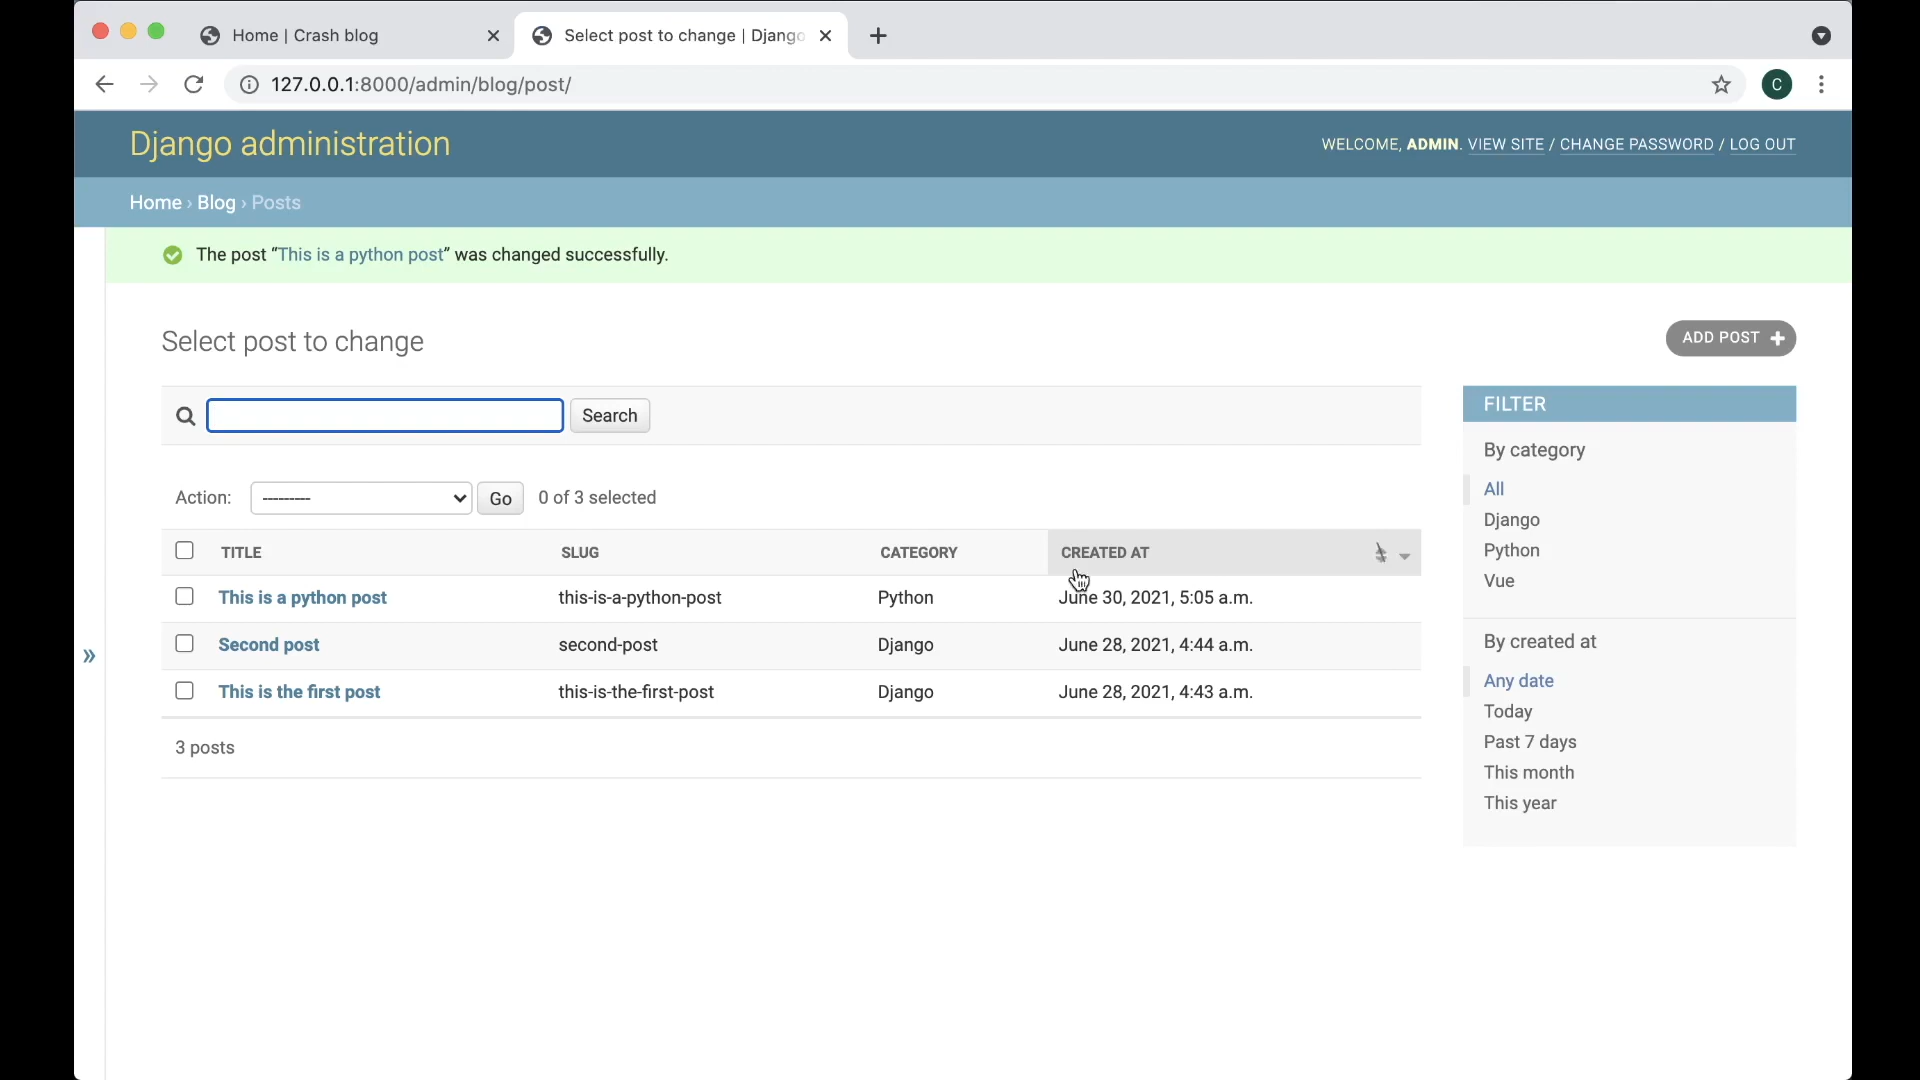 Home | Crash blog
Select post to change | Django
127.0.0.1:8000/admin/blog/post/
C
Django administration
WELCOME, ADMIN. VIEW SITE / CHANGE PASSWORD / LOG OUT
Home › Blog › Posts
The post “This is a python post” was changed successfully.
Select post to change
ADD POST +
Search
Action: --------- Go 0 of 3 selected
TITLE SLUG CATEGORY CREATED AT
This is a python post this-is-a-python-post Python June 30, 2021, 5:05 a.m.
Second post second-post Django June 28, 2021, 4:44 a.m.
This is the first post this-is-the-first-post Django June 28, 2021, 4:43 a.m.
3 posts
»
FILTER
By category
All
Django
Python
Vue
By created at
Any date
Today
Past 7 days
This month
This year